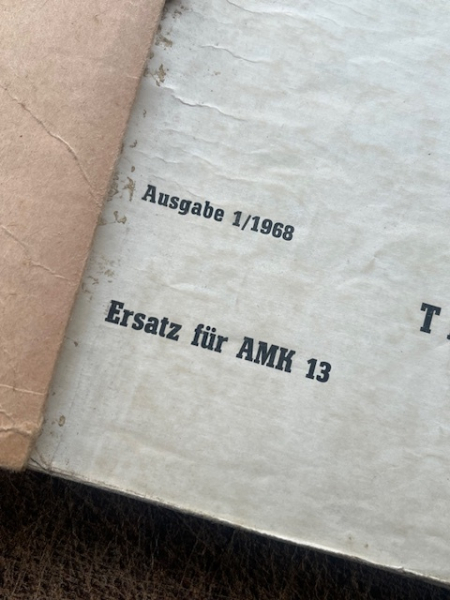 Ausgabe 1/1968
T
Ersatz für AMK 13